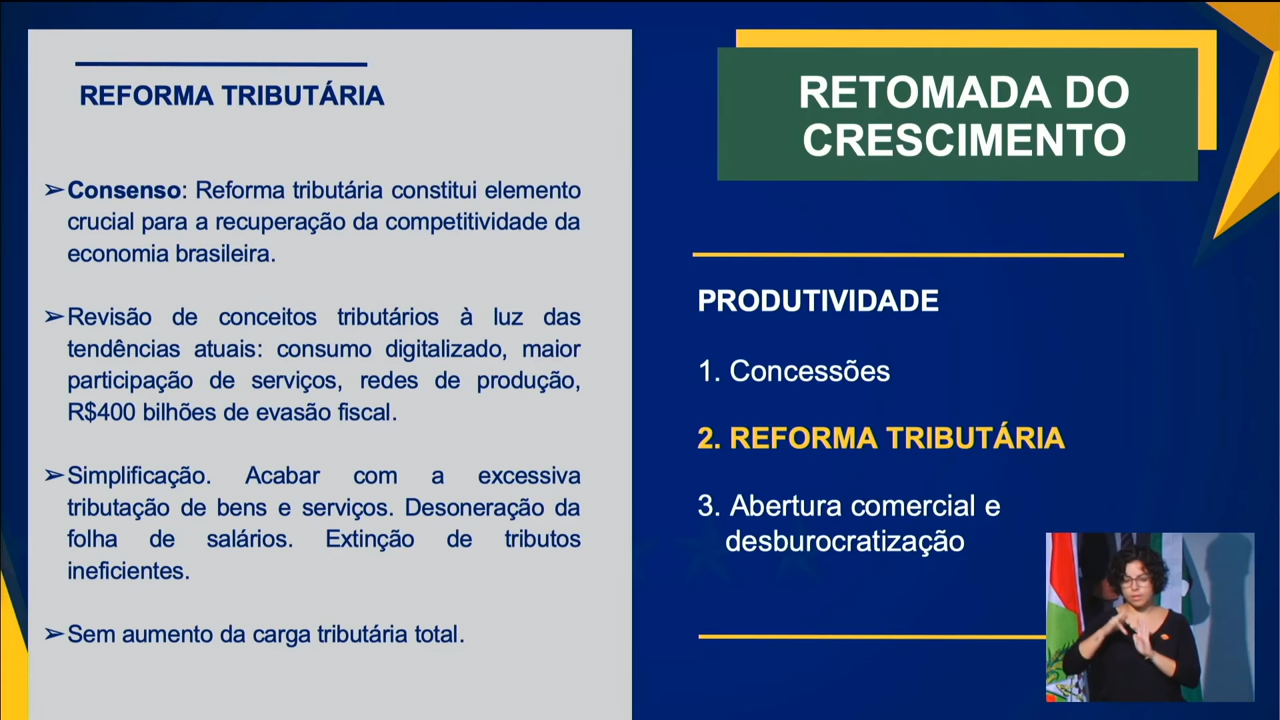 REFORMA TRIBUTÁRIA
➢Consenso: Reforma tributária constitui elemento
crucial para a recuperação da competitividade da
economia brasileira.
➢Revisão de conceitos tributários à luz das
tendências atuais: consumo digitalizado, maior
participação de serviços, redes de produção,
R$400 bilhões de evasão fiscal.
➢Simplificação. Acabar com a excessiva
tributação de bens e serviços. Desoneração da
folha de salários. Extinção de tributos
ineficientes.
➢Sem aumento da carga tributária total.
RETOMADA DO
CRESCIMENTO
PRODUTIVIDADE
1. Concessões
2. REFORMA TRIBUTÁRIA
3. Abertura comercial e
desburocratização